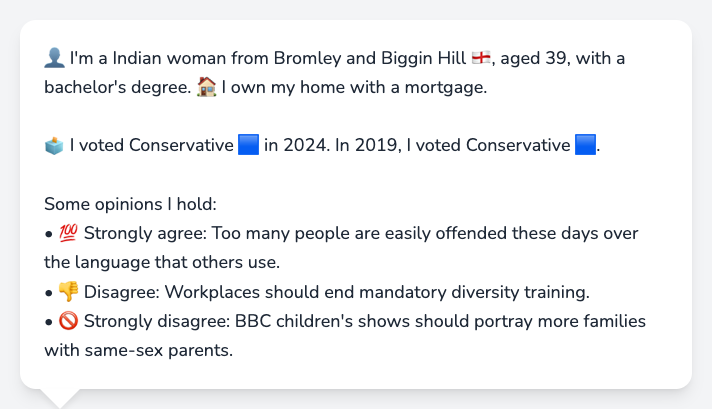 👤 I'm a Indian woman from Bromley and Biggin Hill 🏴󠁧󠁢󠁥󠁮󠁧󠁿, aged 39, with a
bachelor's degree. 🏠 I own my home with a mortgage.
🗳️ I voted Conservative 🟦 in 2024. In 2019, I voted Conservative 🟦.
Some opinions I hold:
• 💯 Strongly agree: Too many people are easily offended these days over
the language that others use.
• 👎 Disagree: Workplaces should end mandatory diversity training.
• 🚫 Strongly disagree: BBC children's shows should portray more families
with same-sex parents.